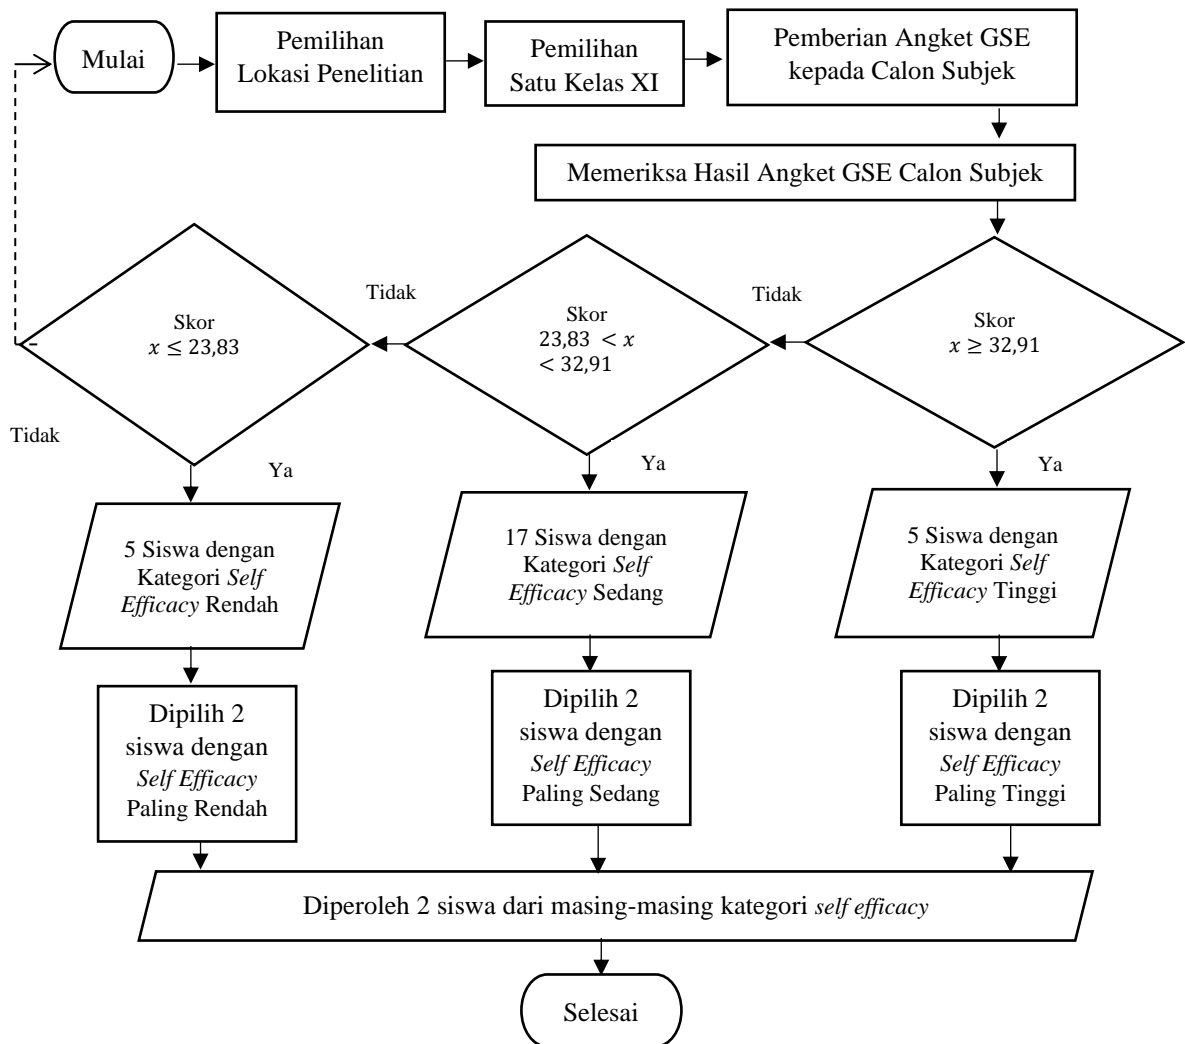 Mulai
Pemilihan
Lokasi Penelitian
Pemilihan
Satu Kelas XI
Pemberian Angket GSE
kepada Calon Subjek
Memeriksa Hasil Angket GSE Calon Subjek
Skor
x ≥ 32,91
Tidak
Skor
23,83 < x
< 32,91
Tidak
Skor
x ≤ 23,83
Tidak
Ya
Ya
Ya
5 Siswa dengan
Kategori Self
Efficacy Rendah
17 Siswa dengan
Kategori Self
Efficacy Sedang
5 Siswa dengan
Kategori Self
Efficacy Tinggi
Dipilih 2
siswa dengan
Self Efficacy
Paling Rendah
Dipilih 2
siswa dengan
Self Efficacy
Paling Sedang
Dipilih 2
siswa dengan
Self Efficacy
Paling Tinggi
Diperoleh 2 siswa dari masing-masing kategori self efficacy
Selesai